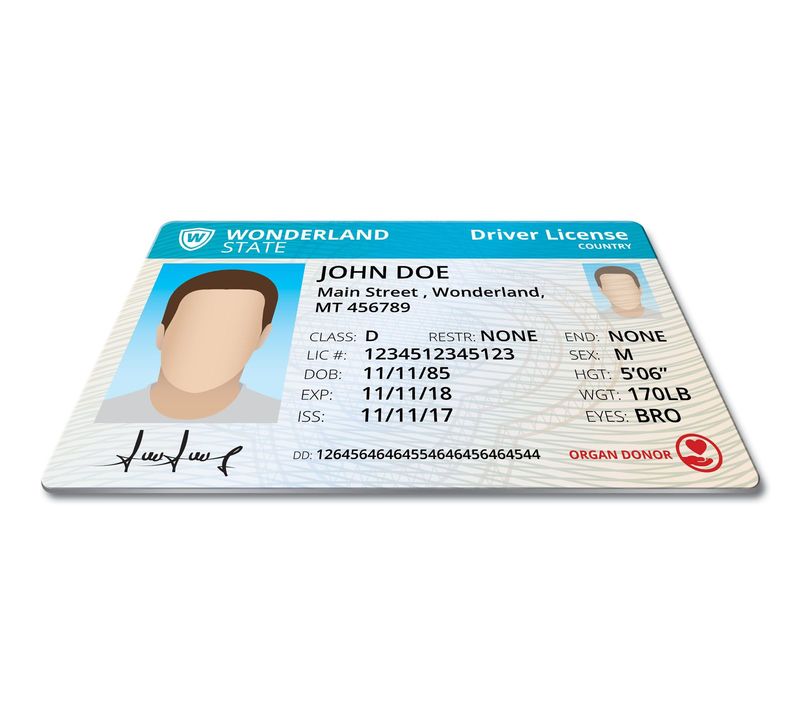 W WONDERLAND
STATE
Driver License
COUNTRY
JOHN DOE
Main Street , Wonderland,
MT 456789
CLASS: D RESTR: NONE END: NONE
LIC #: 1234512345123 SEX: M
DOB: 11/11/85 HGT: 5'06"
EXP: 11/11/18 WGT: 170LB
ISS: 11/11/17 EYES: BRO
DD: 12645646464554646456464544 ORGAN DONOR